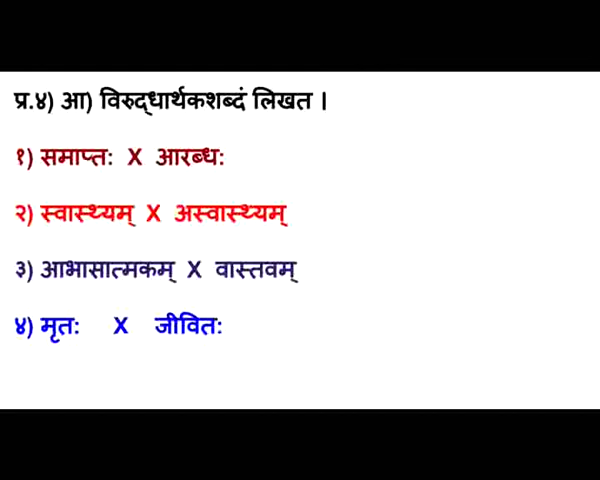 प्र.४) आ) विरुद्धार्थकशब्दं लिखत ।
१) समाप्तः X आरब्धः
२) स्वास्थ्यम् X अस्वास्थ्यम्
३) आभासात्मकम् X वास्तवम्
४) मृतः X जीवितः